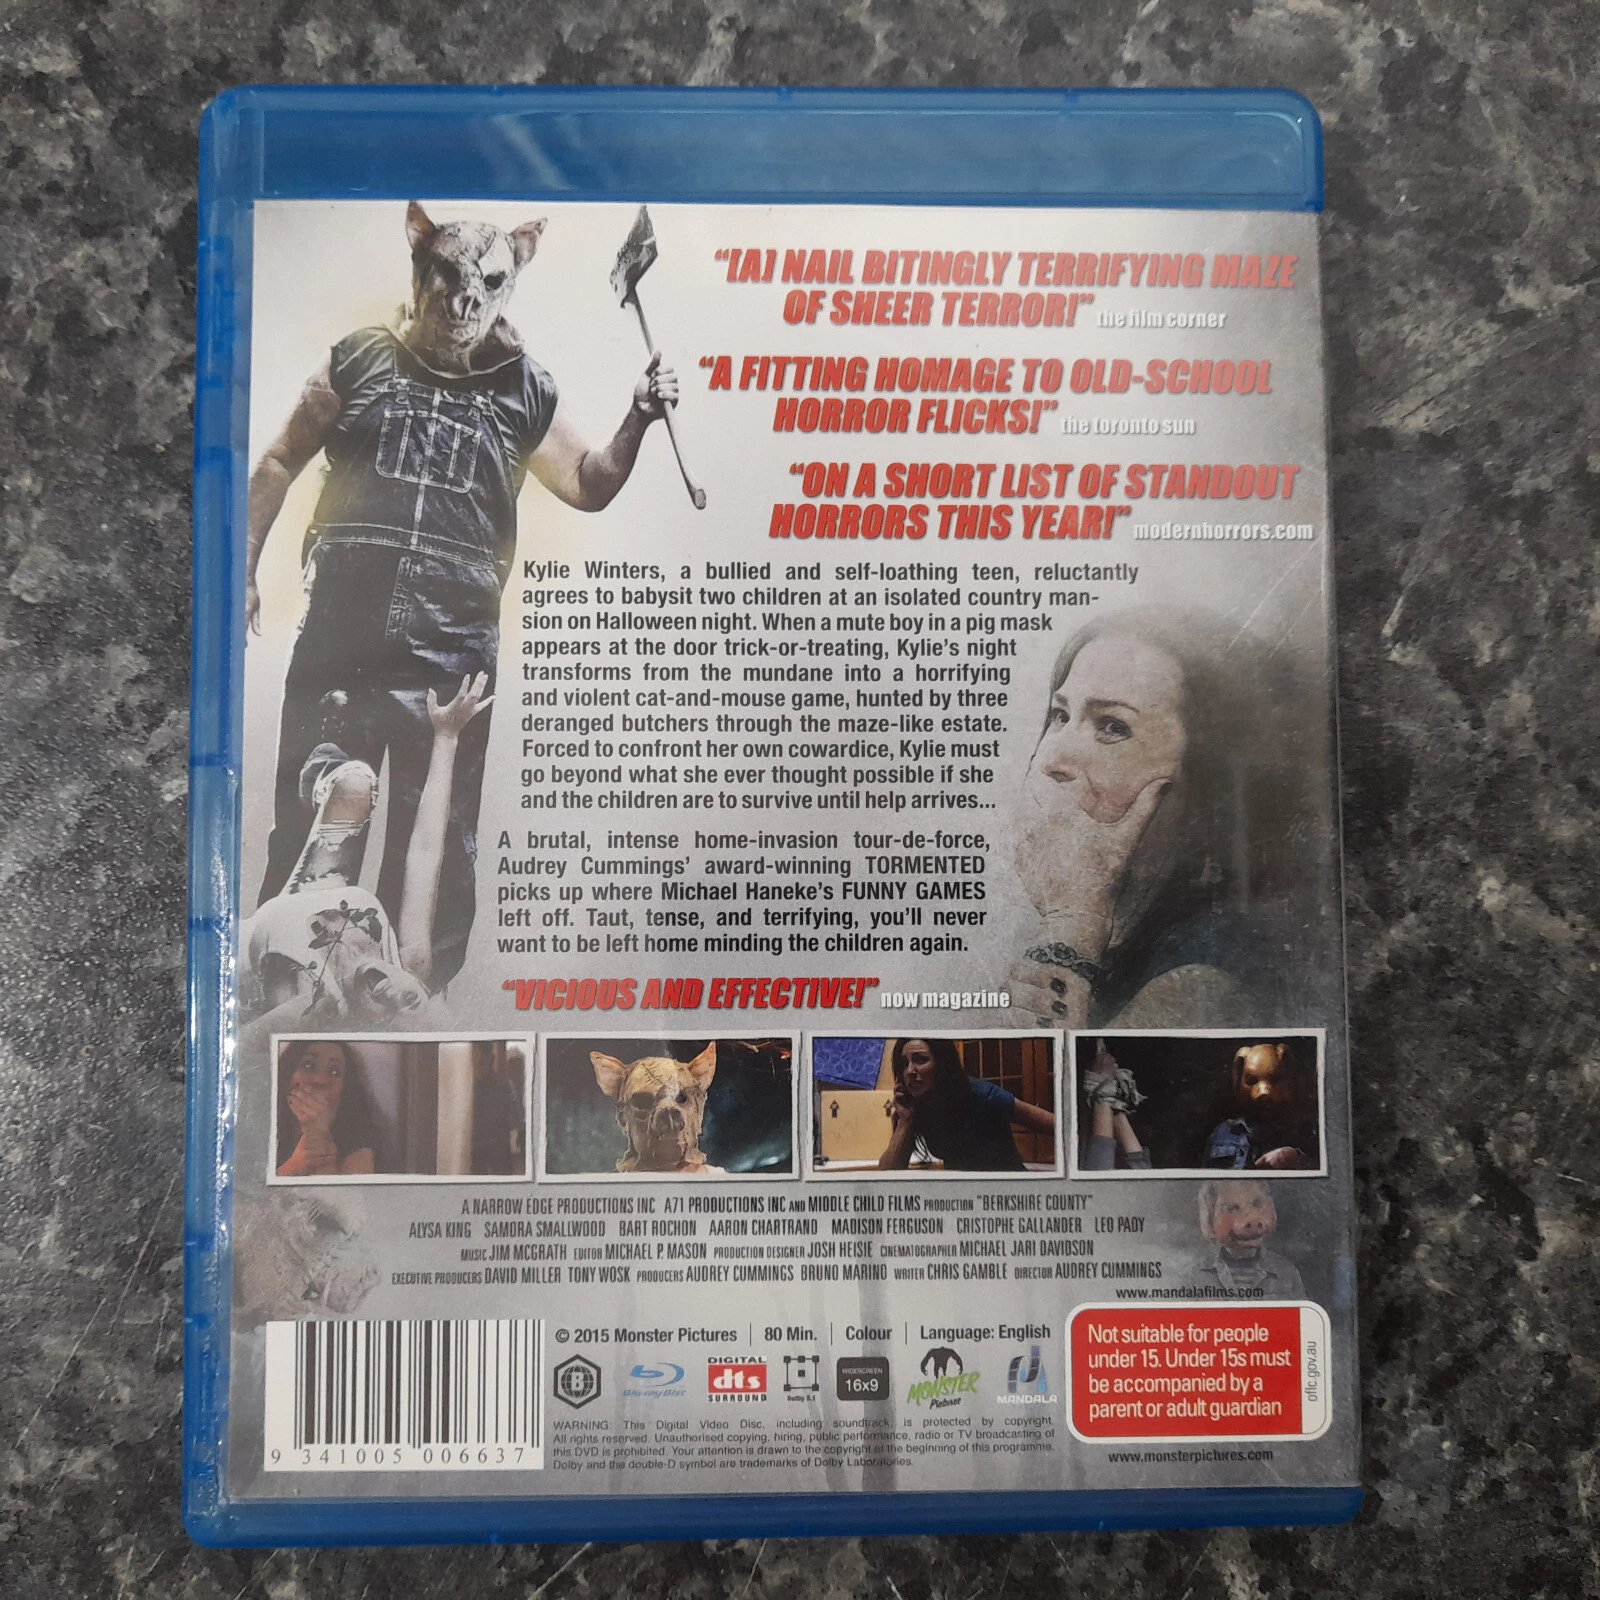 “[A] NAIL BITINGLY TERRIFYING MAZE
OF SHEER TERROR!” the film corner
“A FITTING HOMAGE TO OLD-SCHOOL
HORROR FLICKS!” the toronto sun
“ON A SHORT LIST OF STANDOUT
HORRORS THIS YEAR!” modernhorrors.com
Kylie Winters, a bullied and self-loathing teen, reluctantly
agrees to babysit two children at an isolated country man-
sion on Halloween night. When a mute boy in a pig mask
appears at the door trick-or-treating, Kylie’s night
transforms from the mundane into a horrifying
and violent cat-and-mouse game, hunted by three
deranged butchers through the maze-like estate.
Forced to confront her own cowardice, Kylie must
go beyond what she ever thought possible if she
and the children are to survive until help arrives...
A brutal, intense home-invasion tour-de-force,
Audrey Cummings’ award-winning TORMENTED
picks up where Michael Haneke’s FUNNY GAMES
left off. Taut, tense, and terrifying, you’ll never
want to be left home minding the children again.
“VICIOUS AND EFFECTIVE!” now magazine
A NARROW EDGE PRODUCTIONS INC A71 PRODUCTIONS INC AND MIDDLE CHILD FILMS PRODUCTION "BERKSHIRE COUNTY"
ALYSA KING SAMORA SMALLWOOD BART ROCHON AARON CHARTRAND MADISON FERGUSON CRISTOPHE GALLANDER LEO PADY
MUSIC JIM MCGRATH EDITOR MICHAEL P. MASON PRODUCTION DESIGNER JOSH HEISIE CINEMATOGRAPHER MICHAEL JARI DAVIDSON
EXECUTIVE PRODUCERS DAVID MILLER TONY WOSK PRODUCERS AUDREY CUMMINGS BRUNO MARINO WRITER CHRIS GAMBLE DIRECTOR AUDREY CUMMINGS
www.mandalafilms.com
© 2015 Monster Pictures | 80 Min. | Colour | Language: English
B
Blu-ray Disc
DIGITAL
dts
SURROUND
Dolby 5.1
WIDESCREEN
16x9
MONSTER
Pictures
MANDALA
Not suitable for people
under 15. Under 15s must
be accompanied by a
parent or adult guardian
oflc.gov.au
WARNING: This Digital Video Disc, including soundtrack, is protected by copyright.
All rights reserved. Unauthorised copying, hiring, public performance, radio or TV broadcasting of
this DVD is prohibited. Your attention is drawn to the copyright at the beginning of this programme.
Dolby and the double-D symbol are trademarks of Dolby Laboratories.
www.monsterpictures.com
9 341005 006637